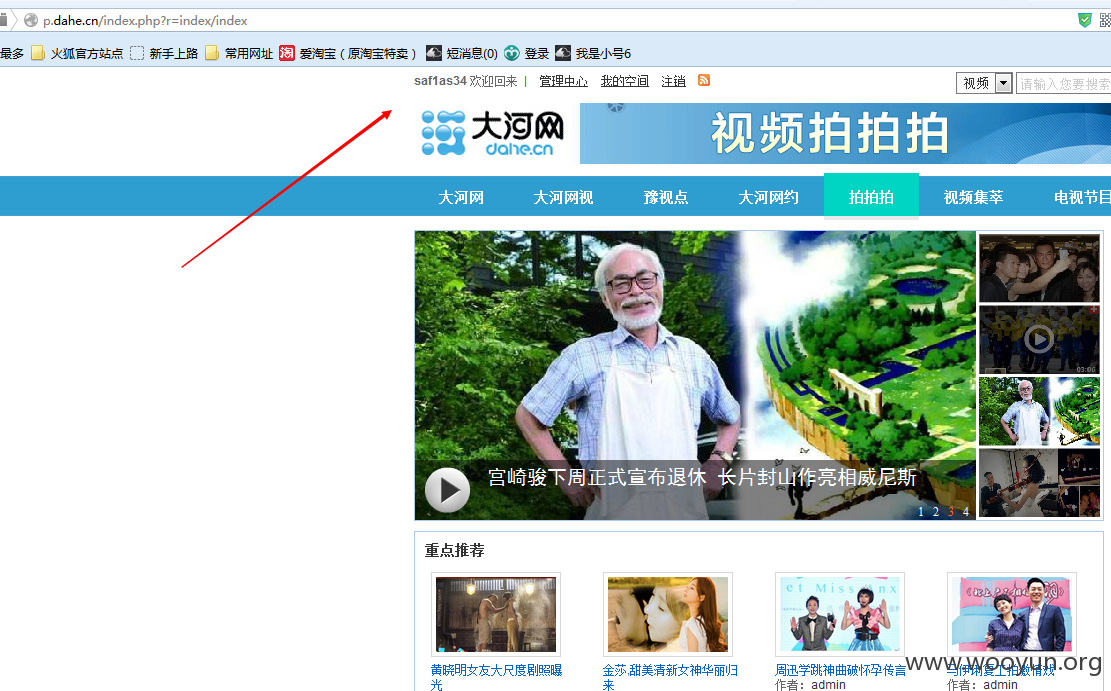 p.dahe.cn/index.php?r=index/index
最多 火狐官方站点 新手上路 常用网址 淘 爱淘宝（原淘宝特卖） 短消息(0) 登录 我是小号6
saf1as34 欢迎回来 | 管理中心 我的空间 注销 视频 请输入您要搜索
大河网 dahe.cn 视频拍拍拍
大河网 大河网视 豫视点 大河网约 拍拍拍 视频集萃 电视节目
宫崎骏下周正式宣布退休 长片封山作亮相威尼斯
1 2 3 4
03:06
重点推荐
黄晓明女友大尺度剧照曝光
金莎.甜美清新女神华丽归来
周迅学跳神曲破怀孕传言
作者：admin
作者：admin
www.wooyun.org